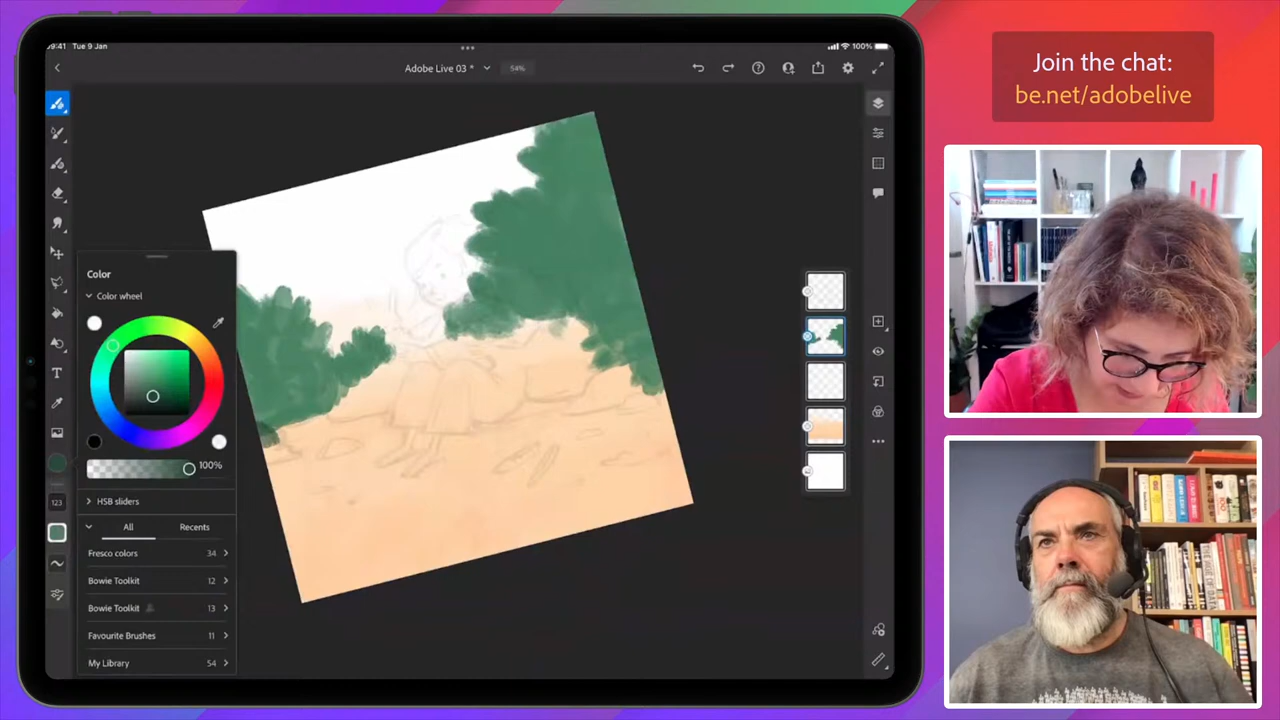 9:41 Tue 9 Jan
100%
Adobe Live 03 *
54%
Color
Color wheel
100%
HSB sliders
All Recents
Fresco colors 34
Bowie Toolkit 12
Bowie Toolkit 13
Favourite Brushes 11
My Library 54
123
T
Join the chat:
be.net/adobelive